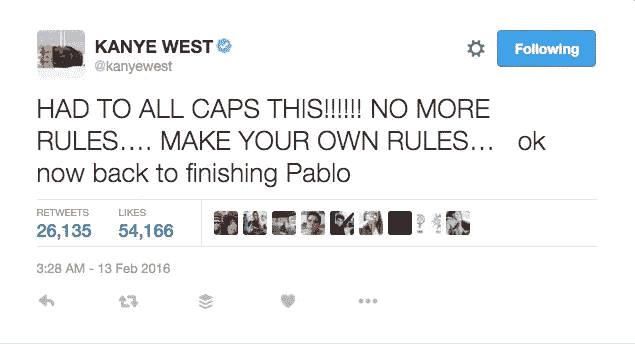 KANYE WEST
@kanyewest
Following
HAD TO ALL CAPS THIS!!!!!! NO MORE
RULES.... MAKE YOUR OWN RULES... ok
now back to finishing Pablo
RETWEETS LIKES
26,135 54,166
3:28 AM - 13 Feb 2016